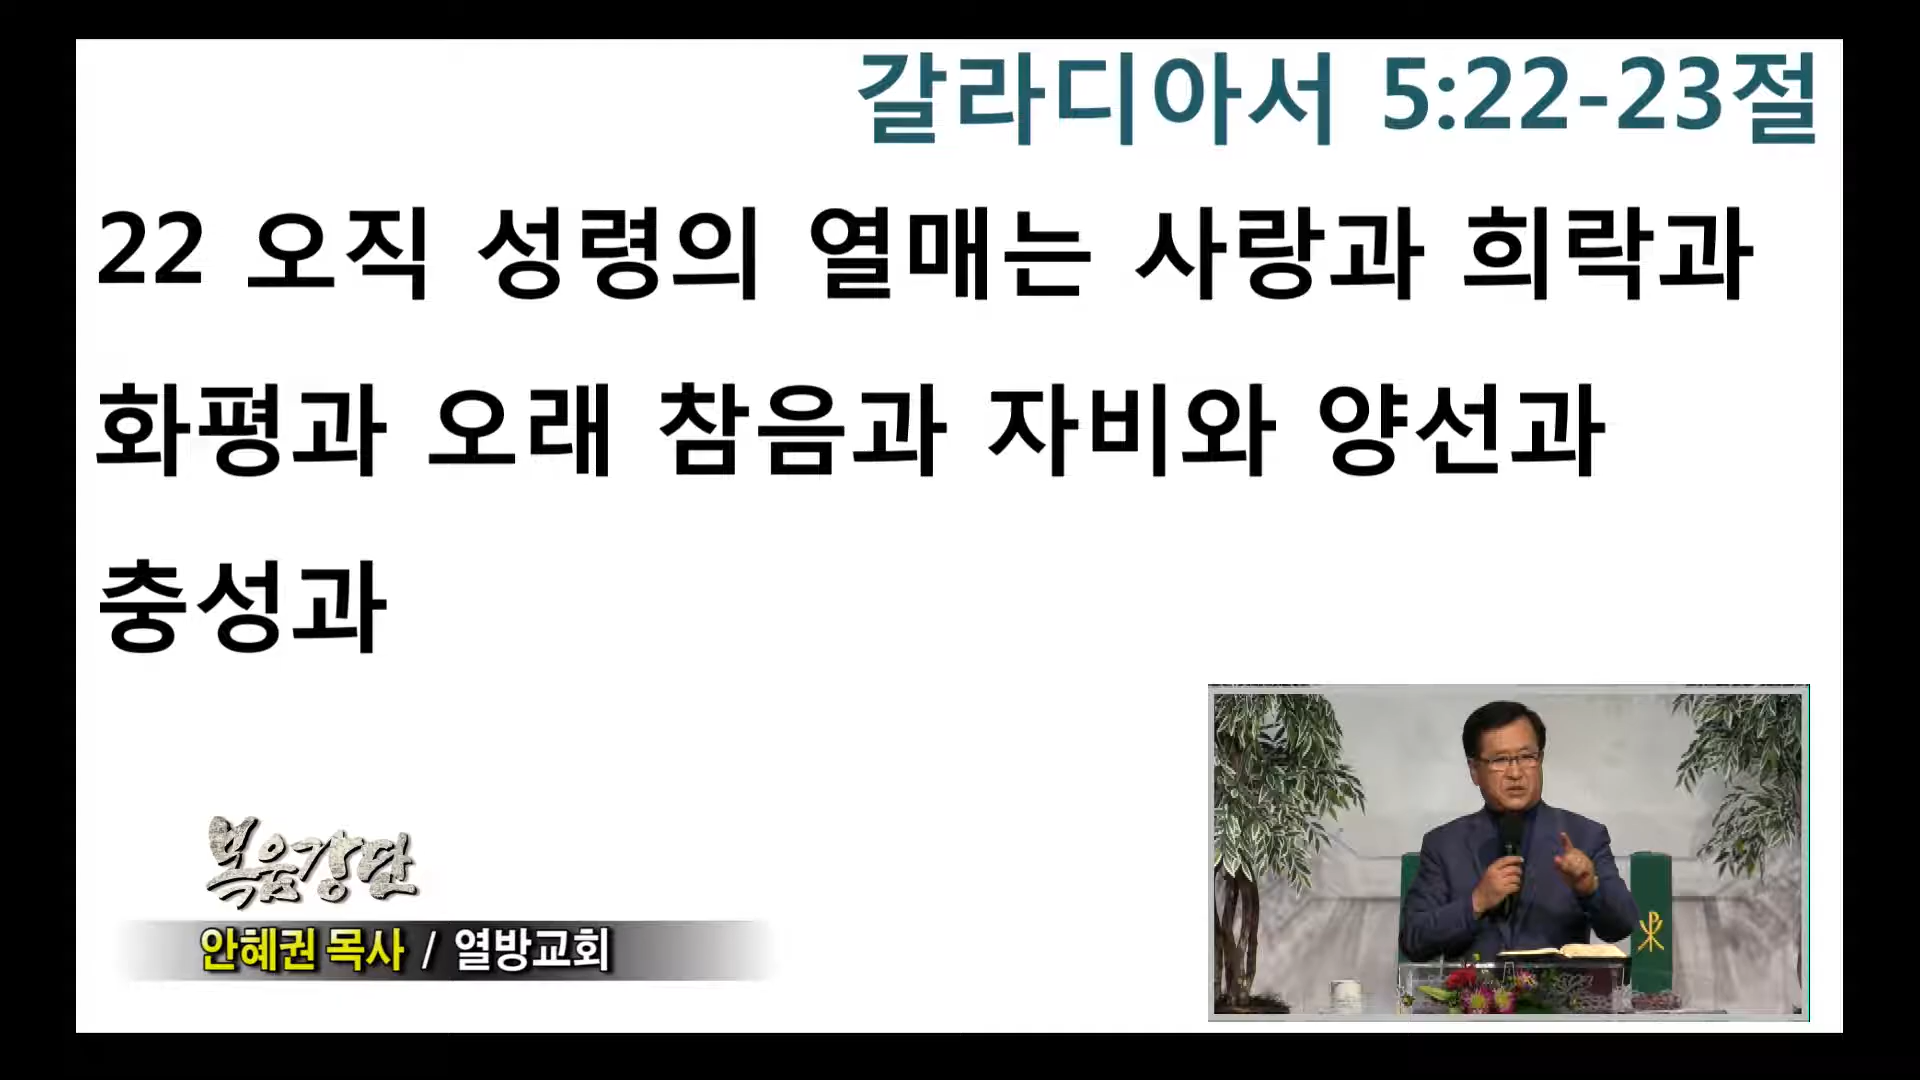 갈라디아서 5:22-23절
22 오직 성령의 열매는 사랑과 희락과
화평과 오래 참음과 자비와 양선과
충성과
복음강단
안혜권 목사 / 열방교회